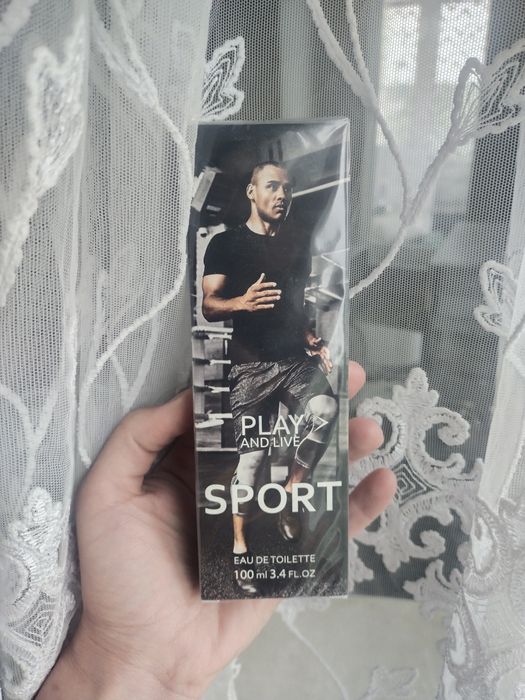 PLAY
AND LIVE
SPORT
EAU DE TOILETTE
100 ml 3,4 FL.OZ